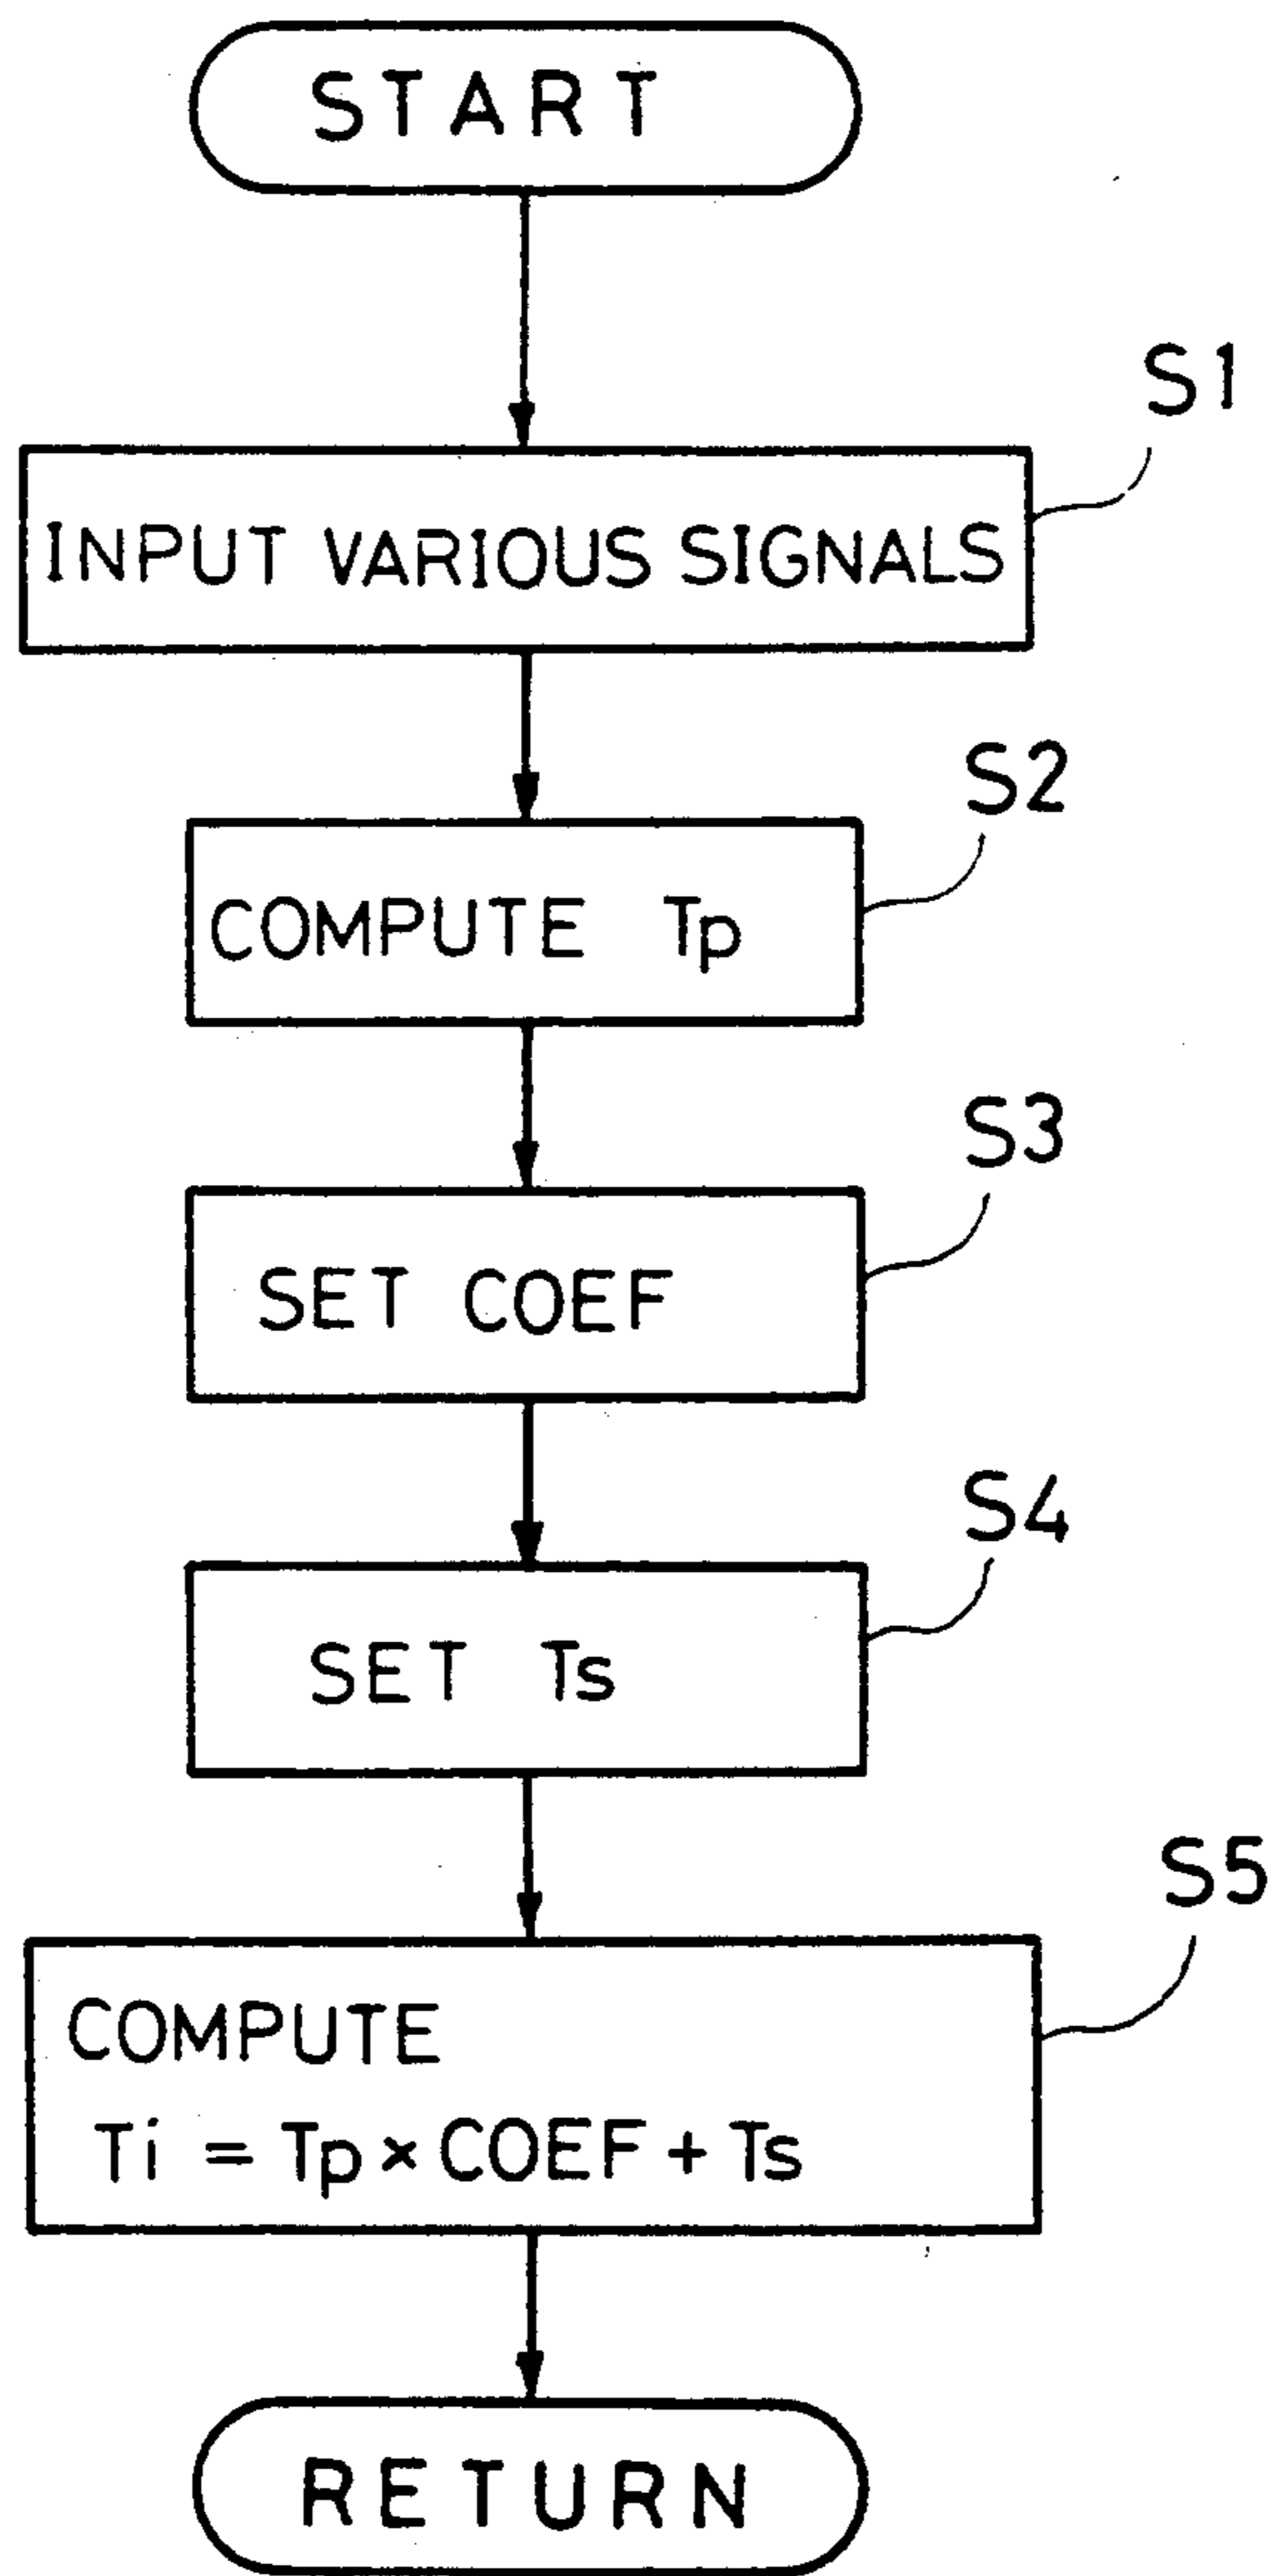 START
S1
INPUT VARIOUS SIGNALS
S2
COMPUTE Tp
S3
SET COEF
S4
SET Ts
S5
COMPUTE
Ti = Tp × COEF + Ts
RETURN